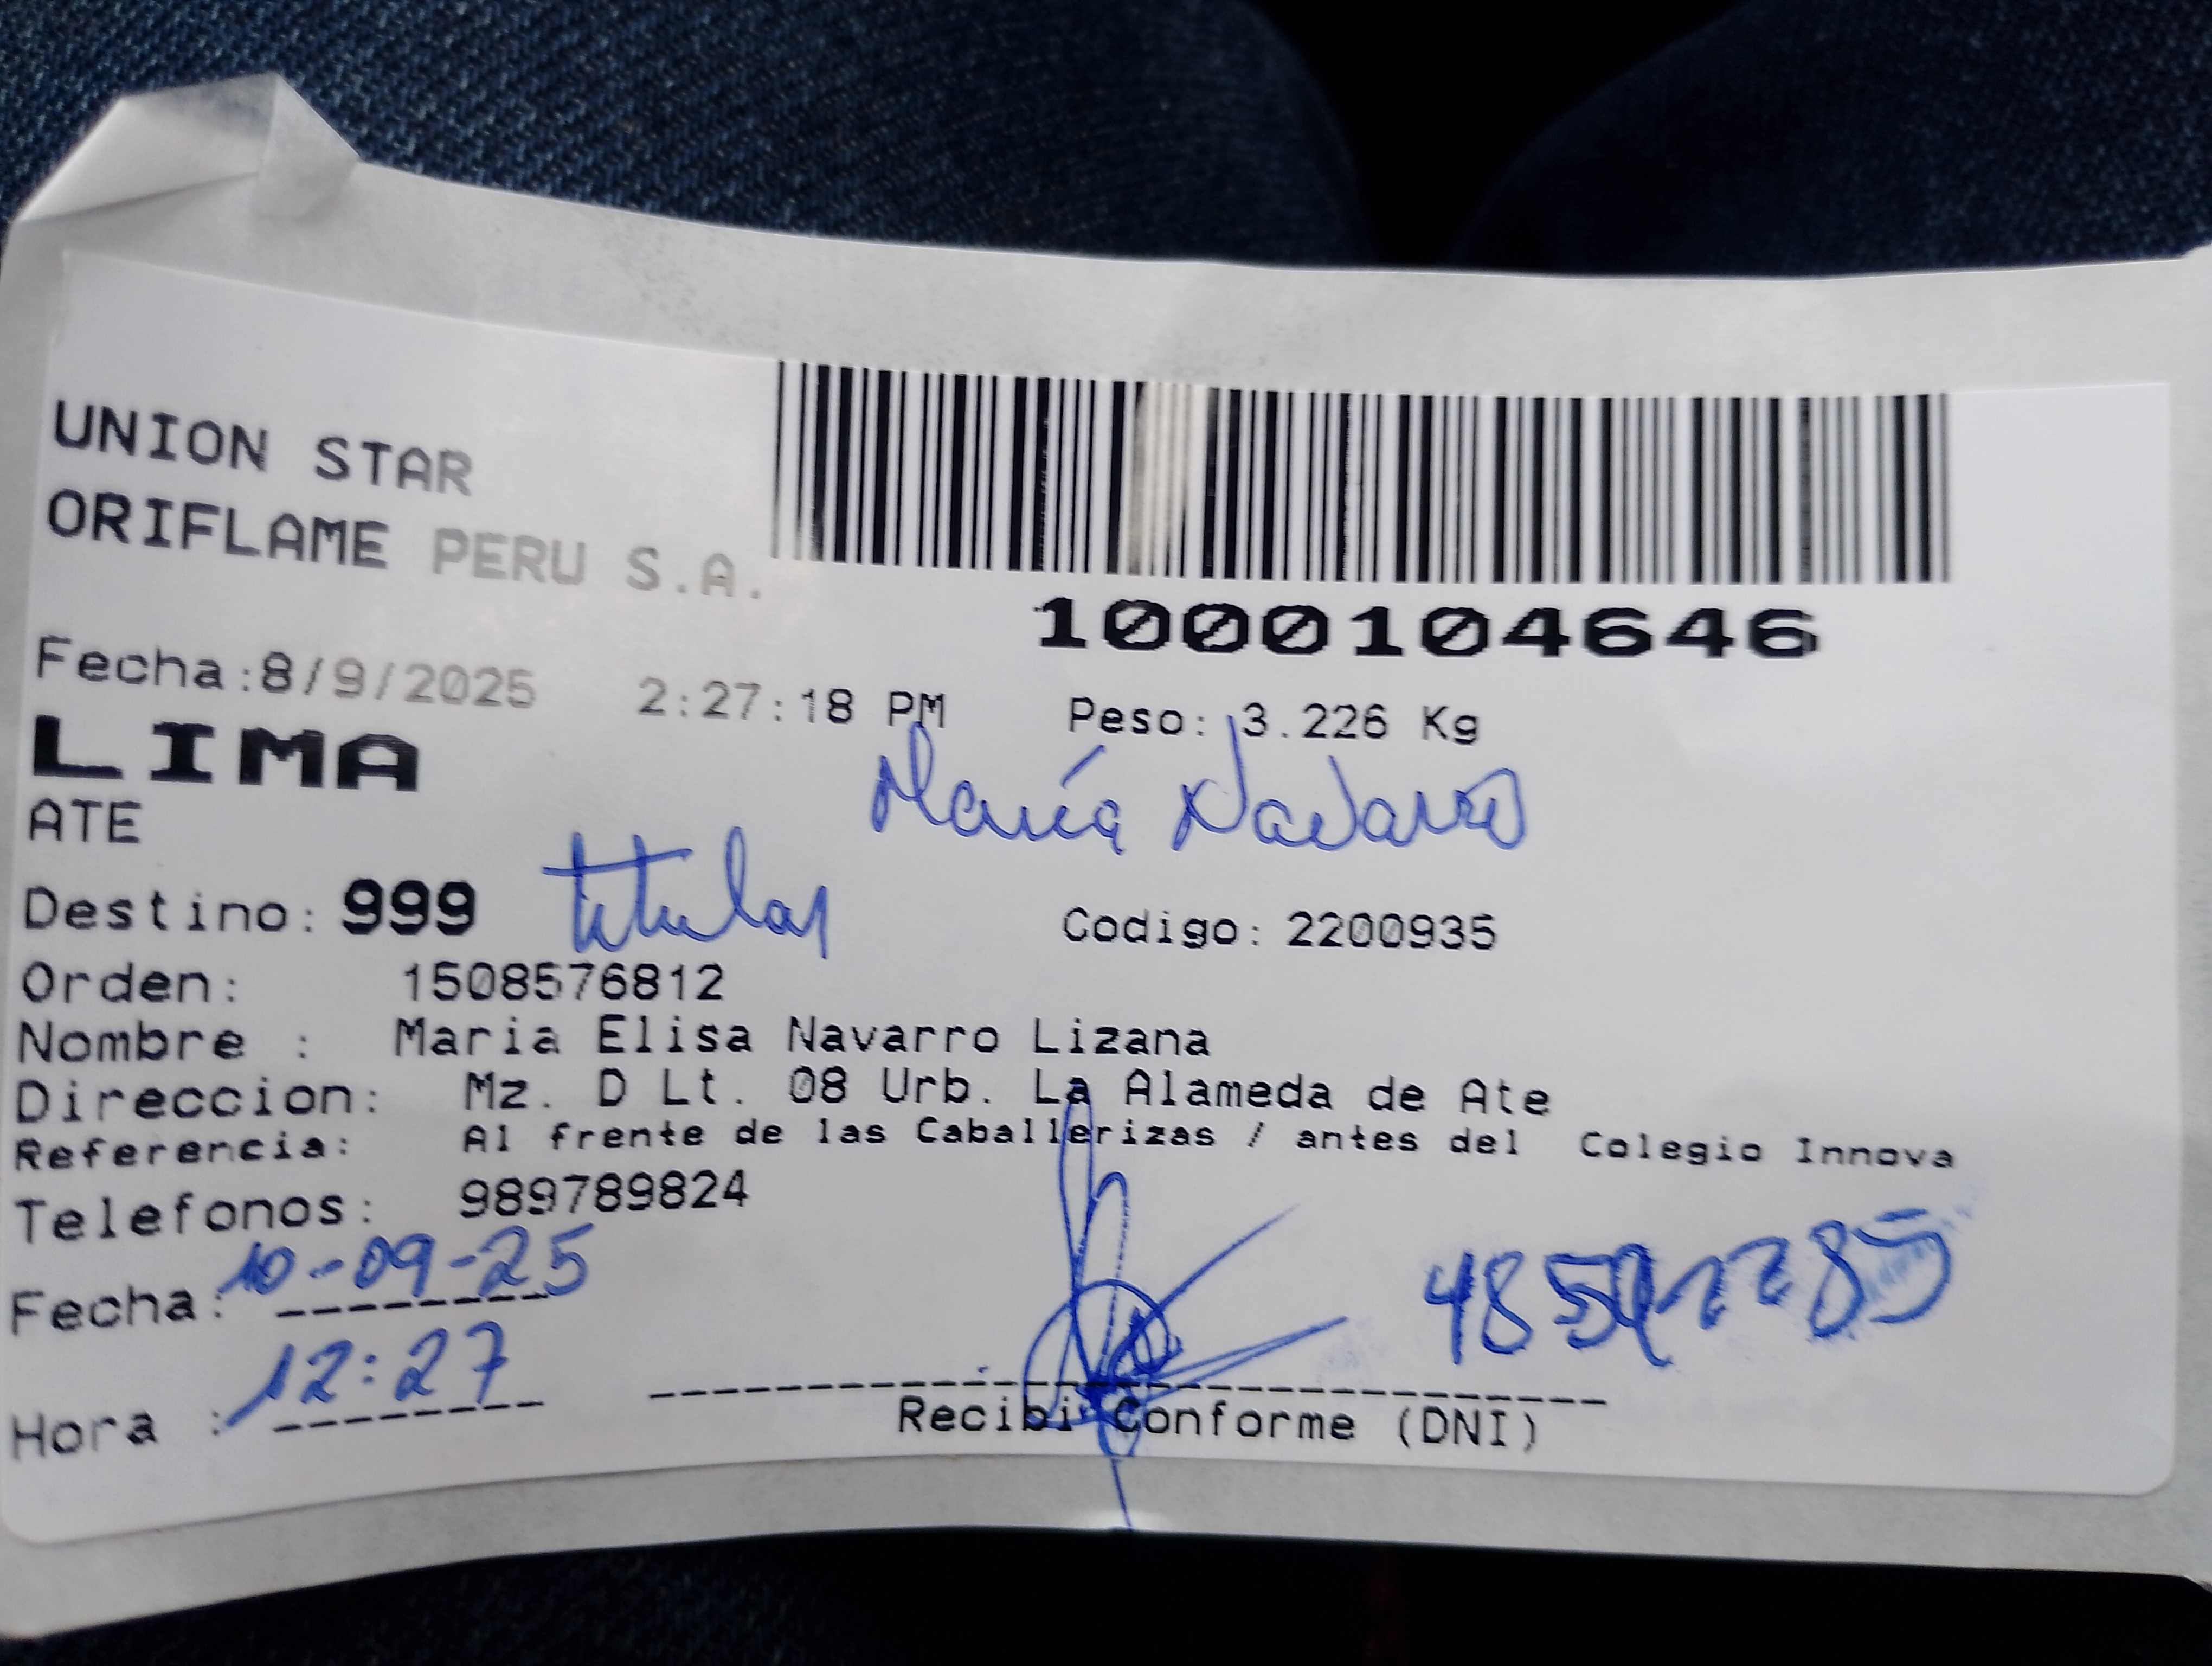 UNION STAR
ORIFLAME PERU S.A.
1000104646
Fecha:8/9/2025 2:27:18 PM Peso: 3.226 Kg
LIMA
María Navarro
ATE
Destino: 999 titular Codigo: 2200935
Orden: 1508576812
Nombre : Maria Elisa Navarro Lizana
Direccion: Mz. D Lt. 08 Urb. La Alameda de Ate
Referencia: Al frente de las Caballerizas / antes del Colegio Innova
Telefonos: 989789824
Fecha: 10-09-25
Hora : 12:27
Recibi Conforme (DNI)